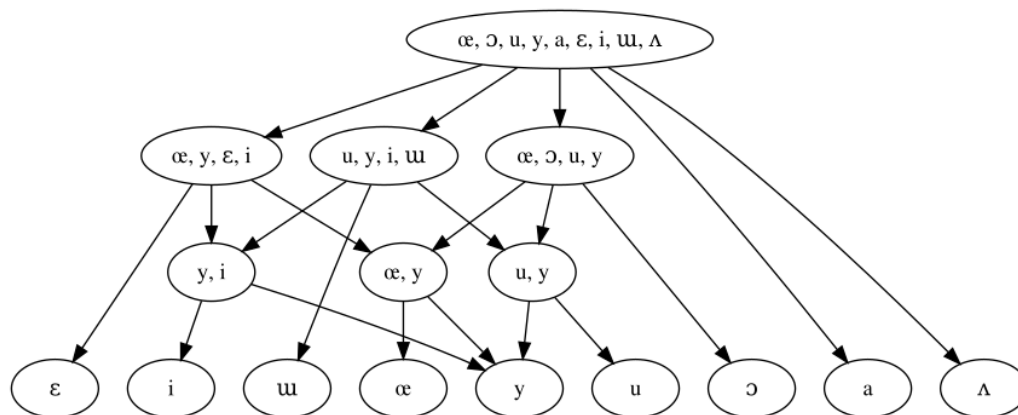 œ, ɔ, u, y, a, ɛ, i, ɯ, ʌ
œ, y, ɛ, i
u, y, i, ɯ
œ, ɔ, u, y
y, i
œ, y
u, y
ɛ
i
ɯ
œ
y
u
ɔ
a
ʌ